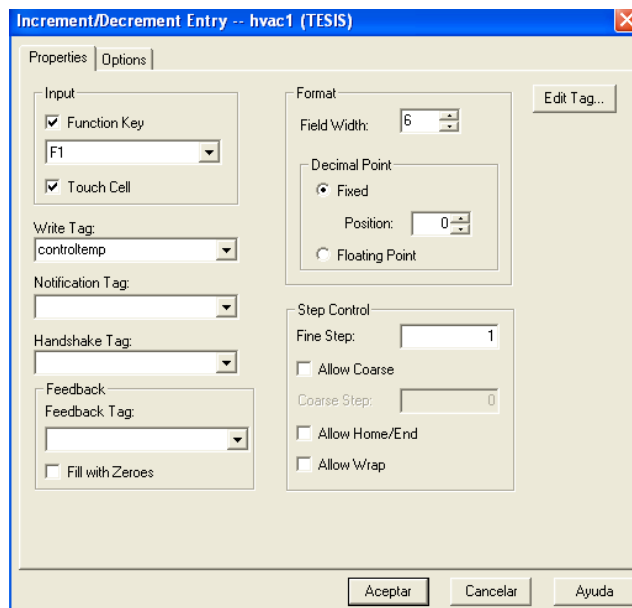 Increment/Decrement Entry -- hvac1 (TESIS)
Properties
Options
Input
Function Key
F1
Touch Cell
Write Tag:
controltemp
Notification Tag:
Handshake Tag:
Feedback
Feedback Tag:
Fill with Zeroes
Format
Field Width:
6
Decimal Point
Fixed
Position:
0
Floating Point
Step Control
Fine Step:
1
Allow Coarse
Coarse Step:
0
Allow Home/End
Allow Wrap
Edit Tag...
Aceptar
Cancelar
Ayuda